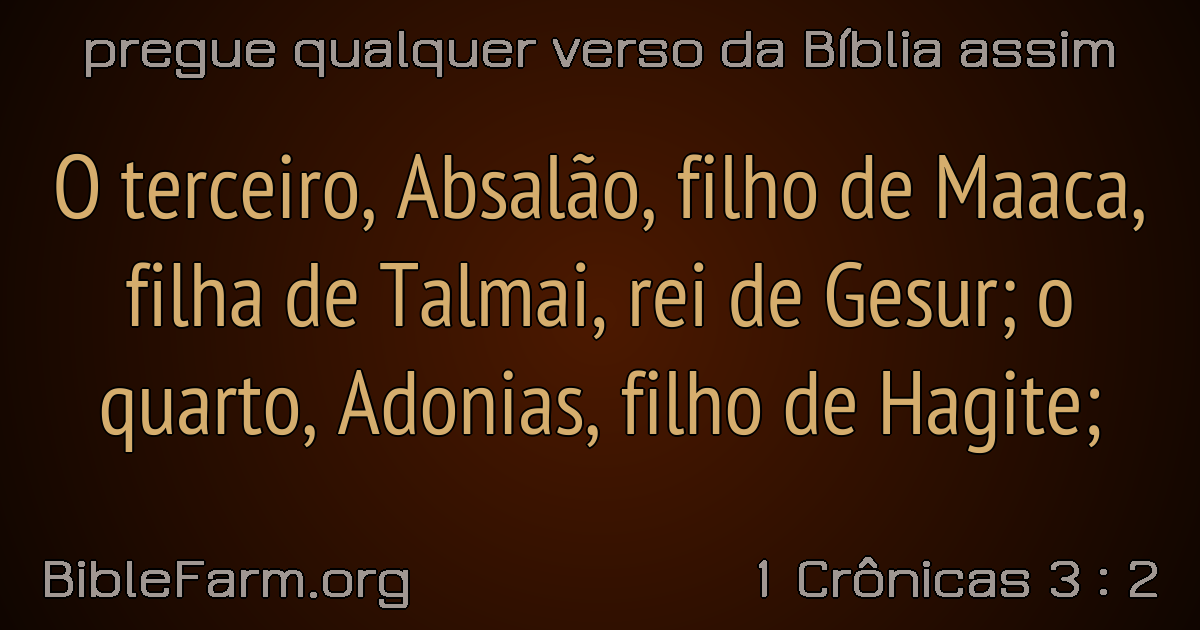 pregue qualquer verso da Bíblia assim
O terceiro, Absalão, filho de Maaca,
filha de Talmai, rei de Gesur; o
quarto, Adonias, filho de Hagite;
BibleFarm.org
1 Crônicas 3 : 2